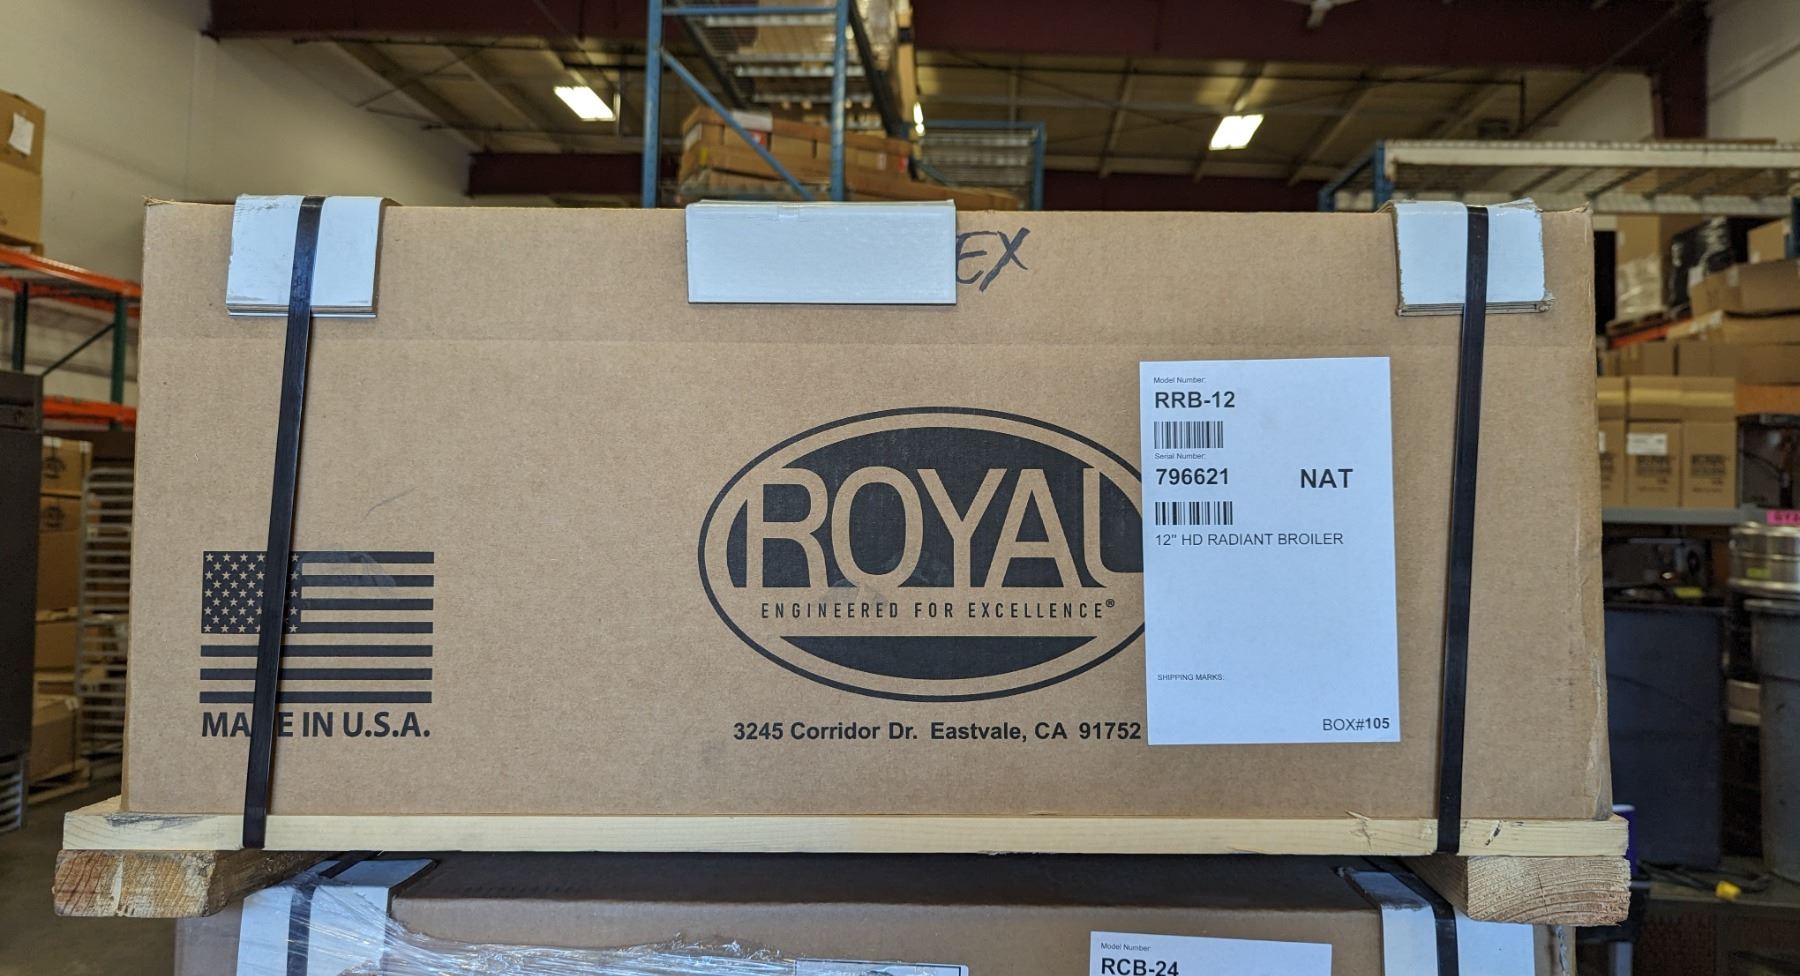 EX
ROYAL
ENGINEERED FOR EXCELLENCE®
3245 Corridor Dr. Eastvale, CA 91752
MADE IN U.S.A.
Model Number:
RRB-12
Serial Number:
796621
NAT
12" HD RADIANT BROILER
SHIPPING MARKS:
BOX#105
Model Number
RCB-24